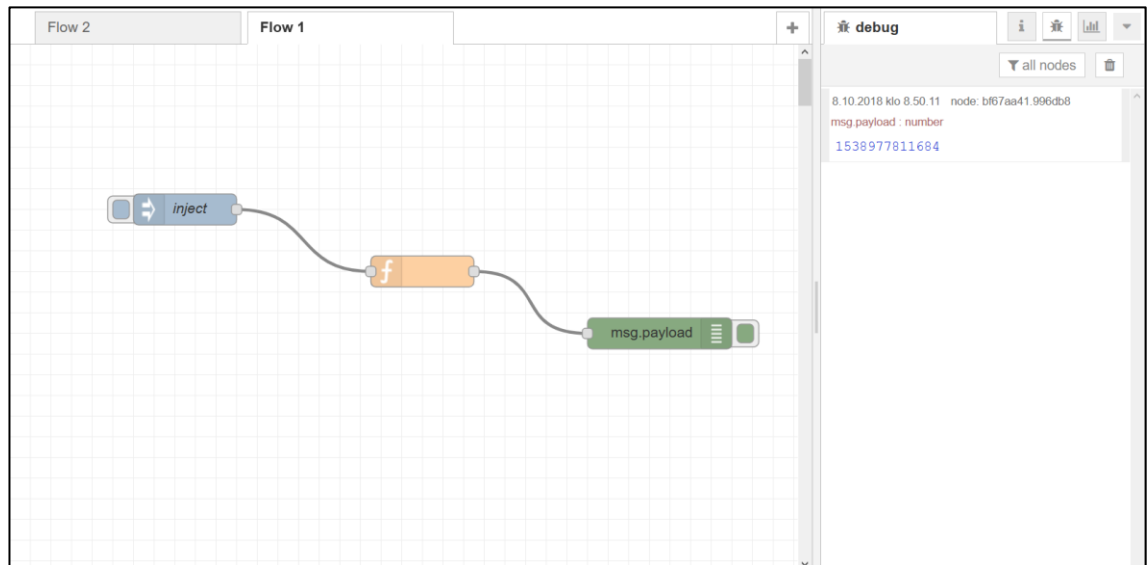 Flow 2
Flow 1
+
debug
i
all nodes
8.10.2018 klo 8.50.11 node: bf67aa41.996db8
msg.payload : number
1538977811684
inject
f
msg.payload